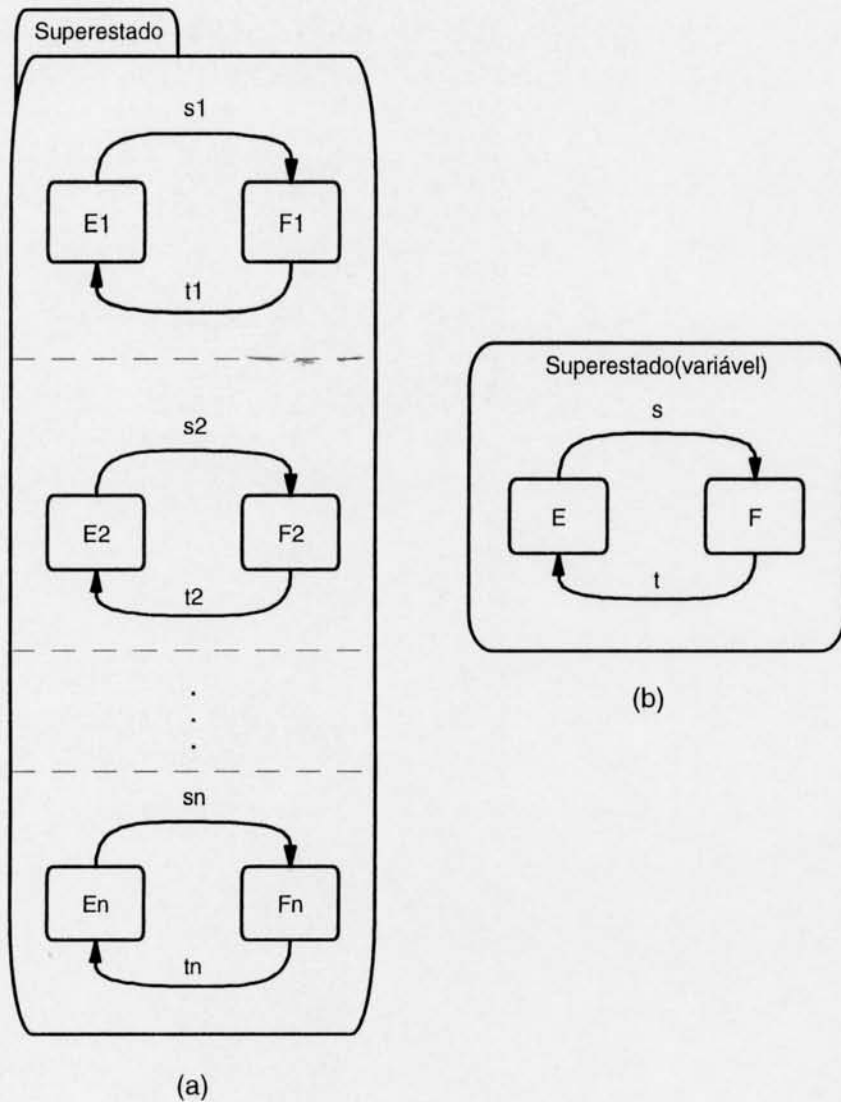 Superestado
s1
E1
F1
t1
s2
E2
F2
t2
.
.
.
sn
En
Fn
tn
(a)
Superestado(variável)
s
E
F
t
(b)